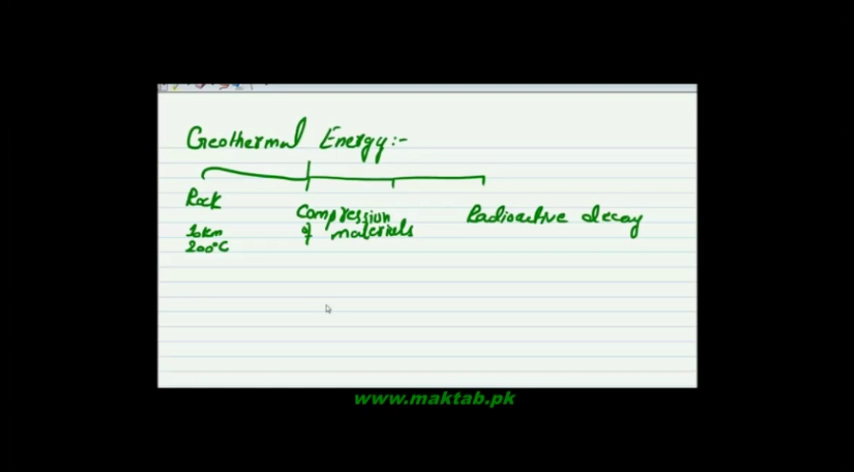 Geothermal Energy:-
Rock
10km
200°C
Compression
of materials
Radioactive decay
www.maktab.pk